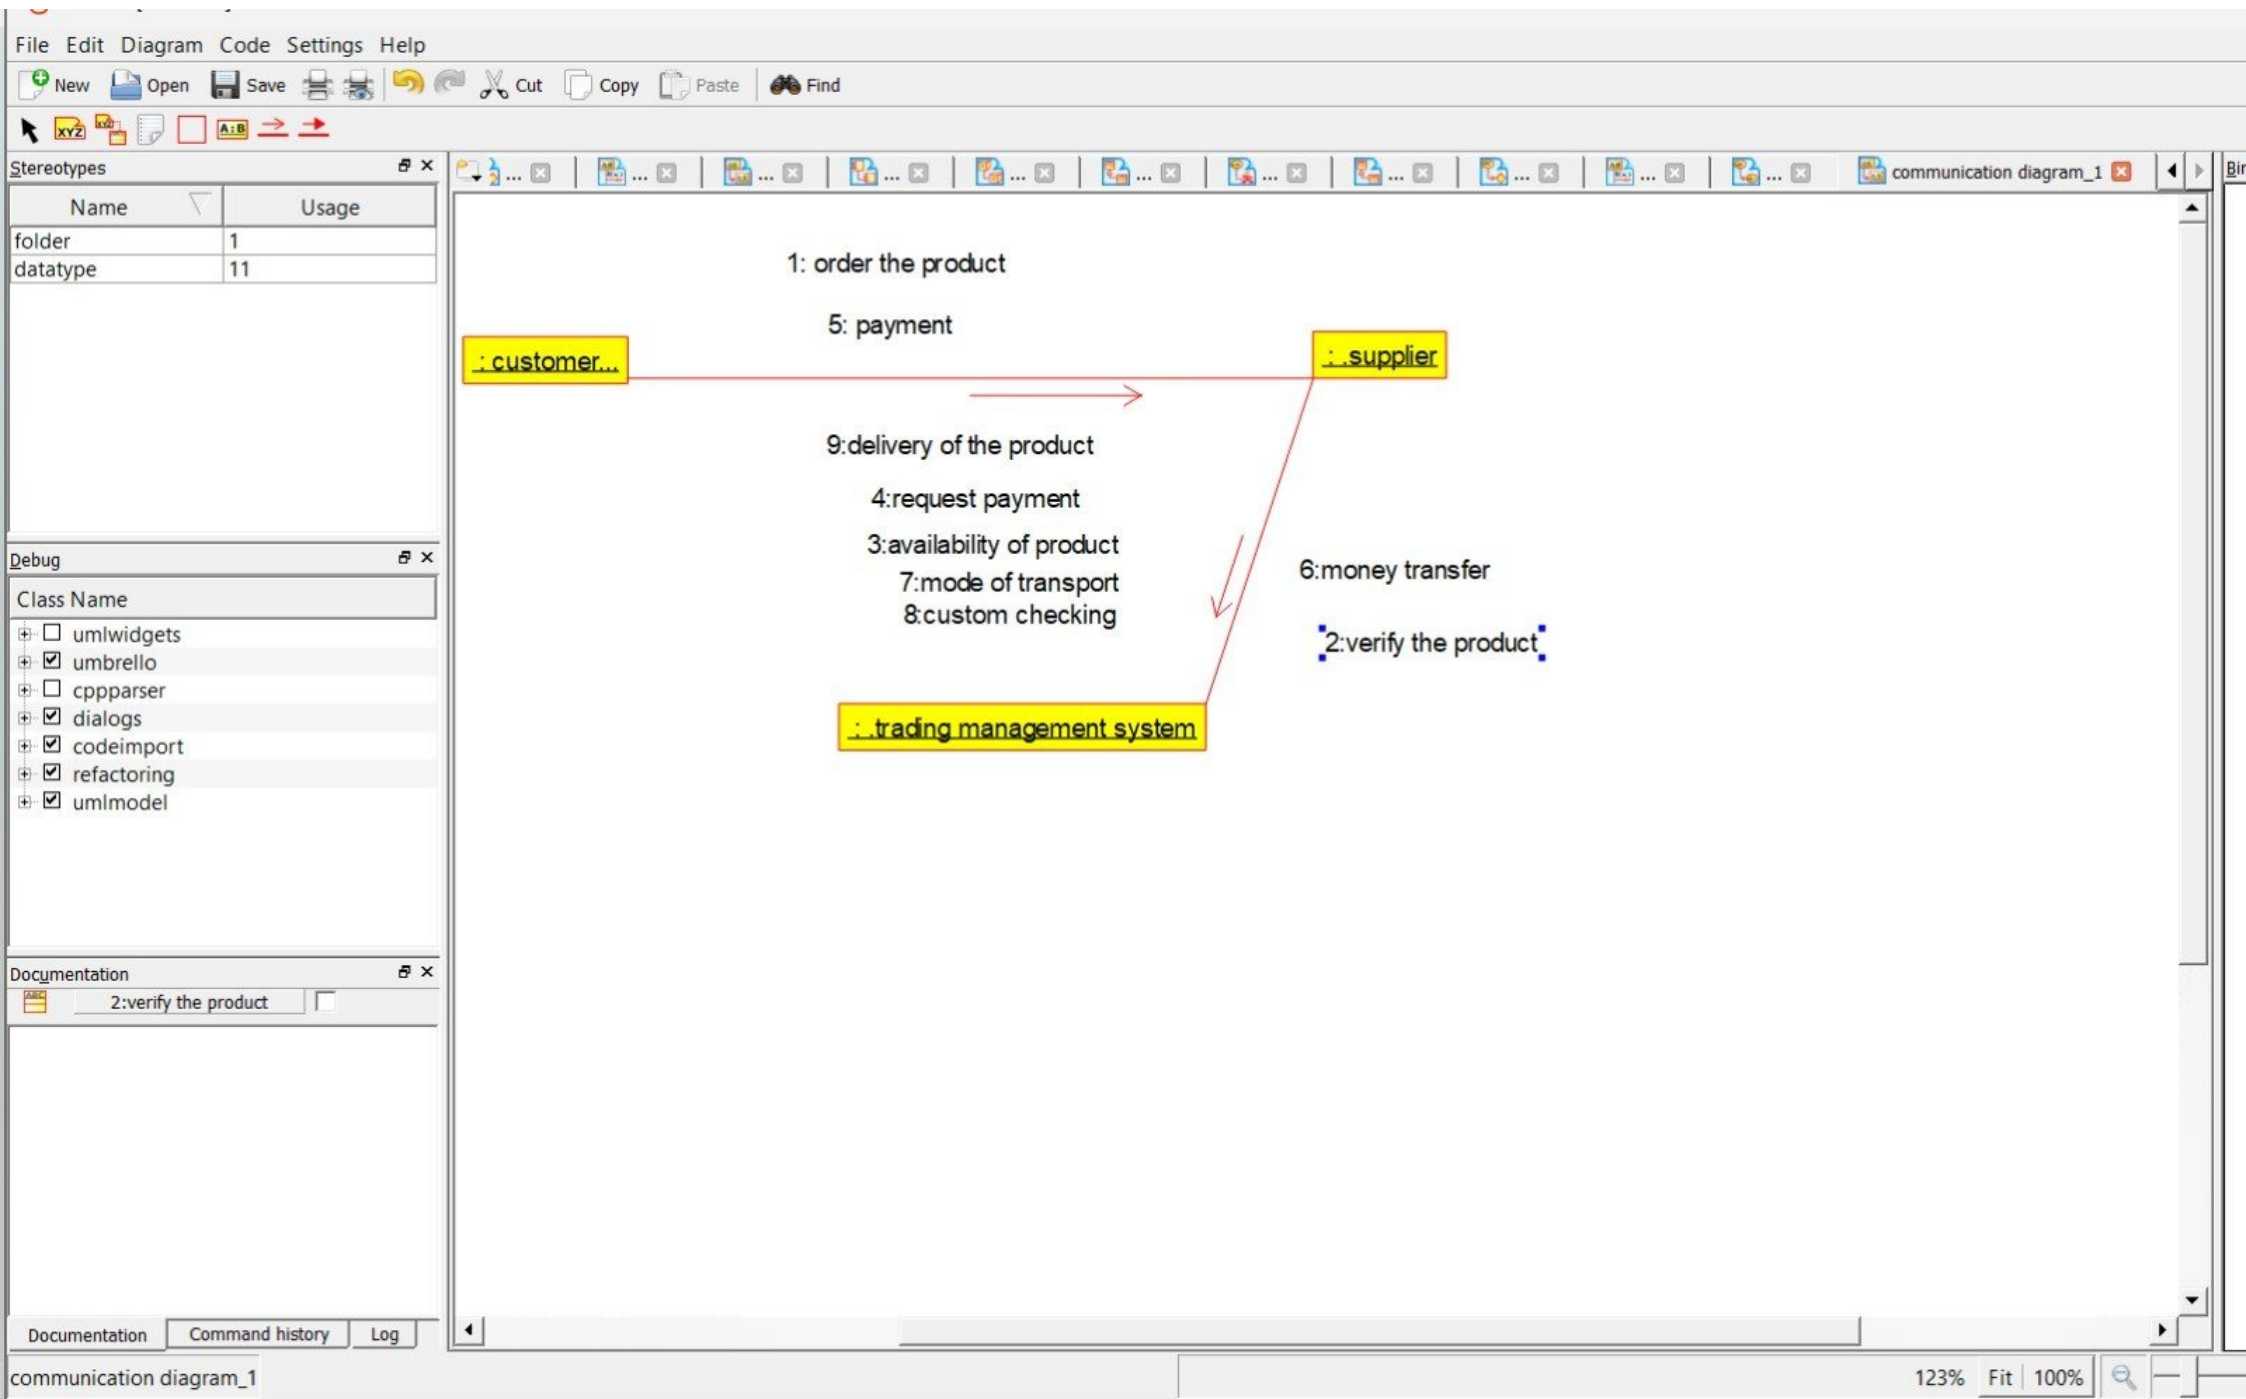 File Edit Diagram Code Settings Help
New Open Save Cut Copy Paste Find
XYZ XYZ A:B
Stereotypes
... ... ... ... ... ... ... ... ... ... ... communication diagram_1
Name Usage
folder 1
datatype 11
1: order the product
5: payment
: customer...
: .supplier
9:delivery of the product
4:request payment
3:availability of product
7:mode of transport
8:custom checking
6:money transfer
2:verify the product
: .trading management system
Debug
Class Name
umlwidgets
umbrello
cppparser
dialogs
codeimport
refactoring
umlmodel
Documentation
ABC 2:verify the product
Documentation Command history Log
communication diagram_1
123% Fit 100%